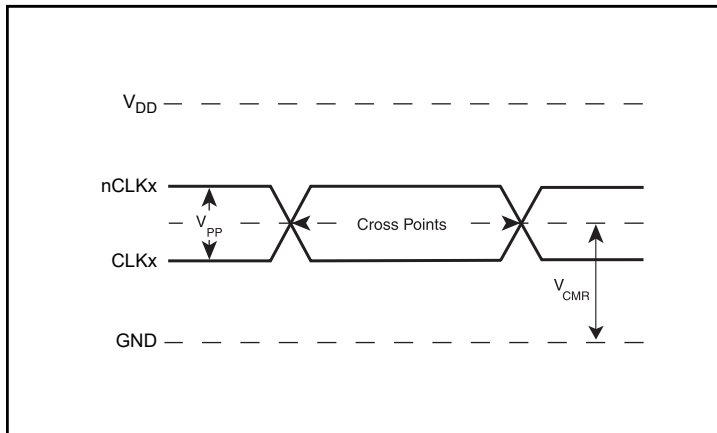 VDD
nCLKx
VPP
Cross Points
CLKx
VCMR
GND